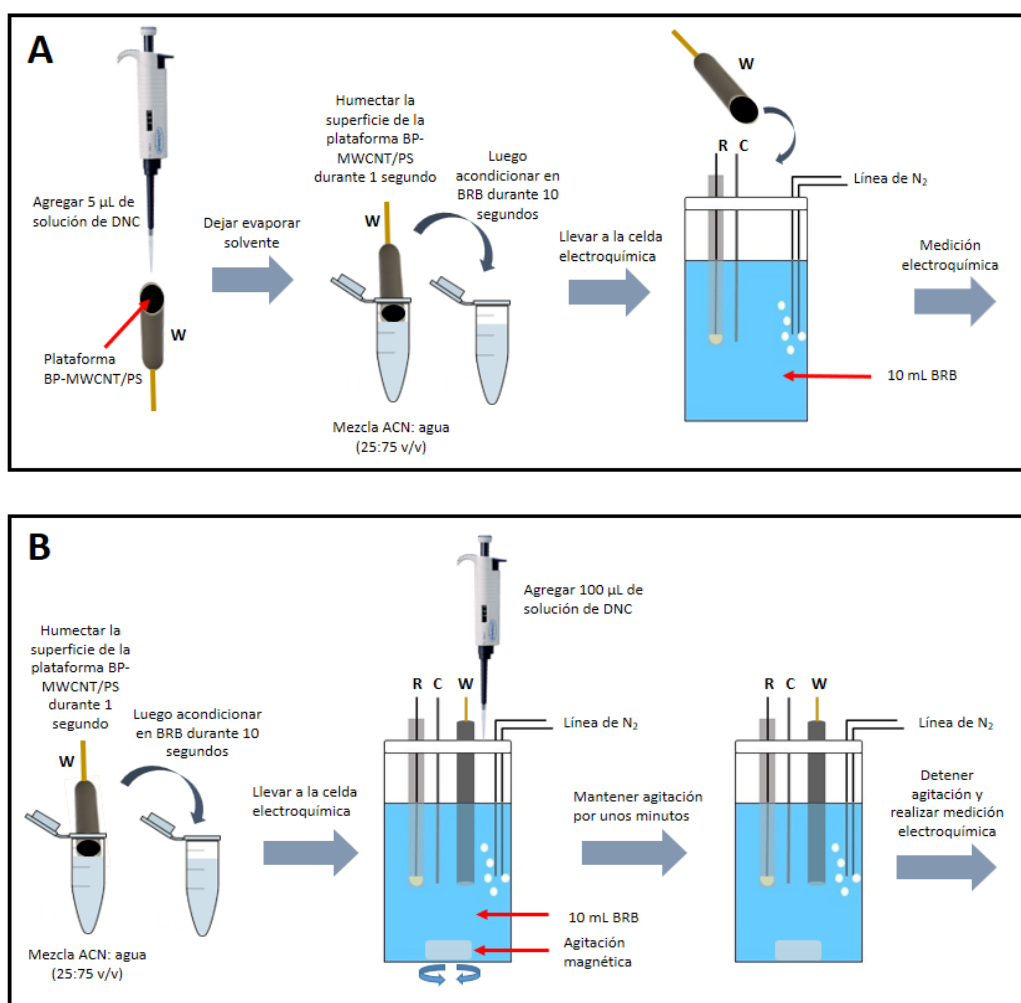 A
Agregar 5 µL de
solución de DNC
Plataforma
BP-MWCNT/PS
W
Dejar evaporar
solvente
Humectar la
superficie de la
plataforma BP-
MWCNT/PS
durante 1 segundo
W
Luego
acondicionar en
BRB durante 10
segundos
Mezcla ACN: agua
(25:75 v/v)
Llevar a la celda
electroquímica
W
R C
Línea de N₂
10 mL BRB
Medición
electroquímica
B
Humectar la
superficie de la
plataforma BP-
MWCNT/PS
durante 1
segundo
W
Luego acondicionar
en BRB durante 10
segundos
Mezcla ACN: agua
(25:75 v/v)
Llevar a la celda
electroquímica
Agregar 100 µL de
solución de DNC
R C W
Línea de N₂
10 mL BRB
Agitación
magnética
Mantener agitación
por unos minutos
R C W
Línea de N₂
Detener
agitación y
realizar medición
electroquímica